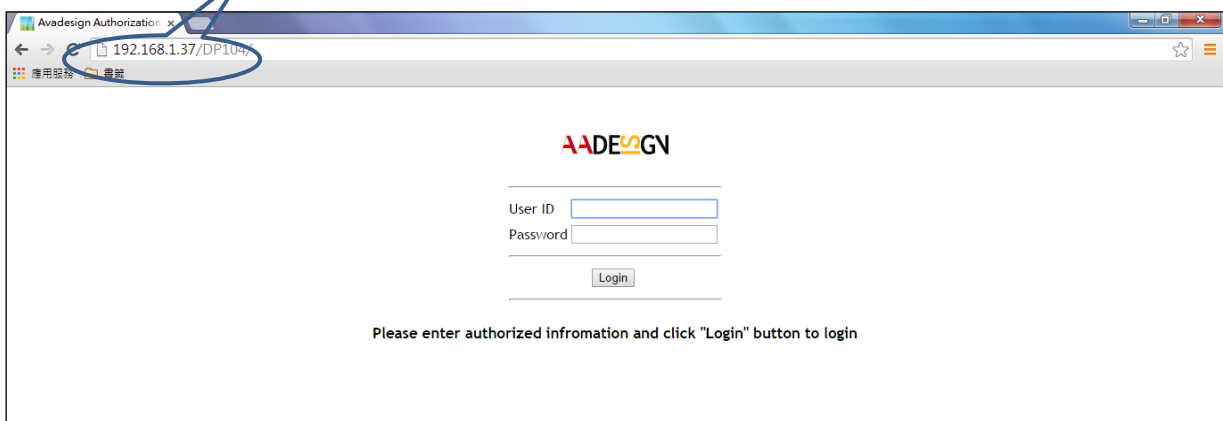 Avadesign Authorization
192.168.1.37/DP104/
應用服務 書籤
AADESIGN
User ID
Password
Login
Please enter authorized infromation and click "Login" button to login